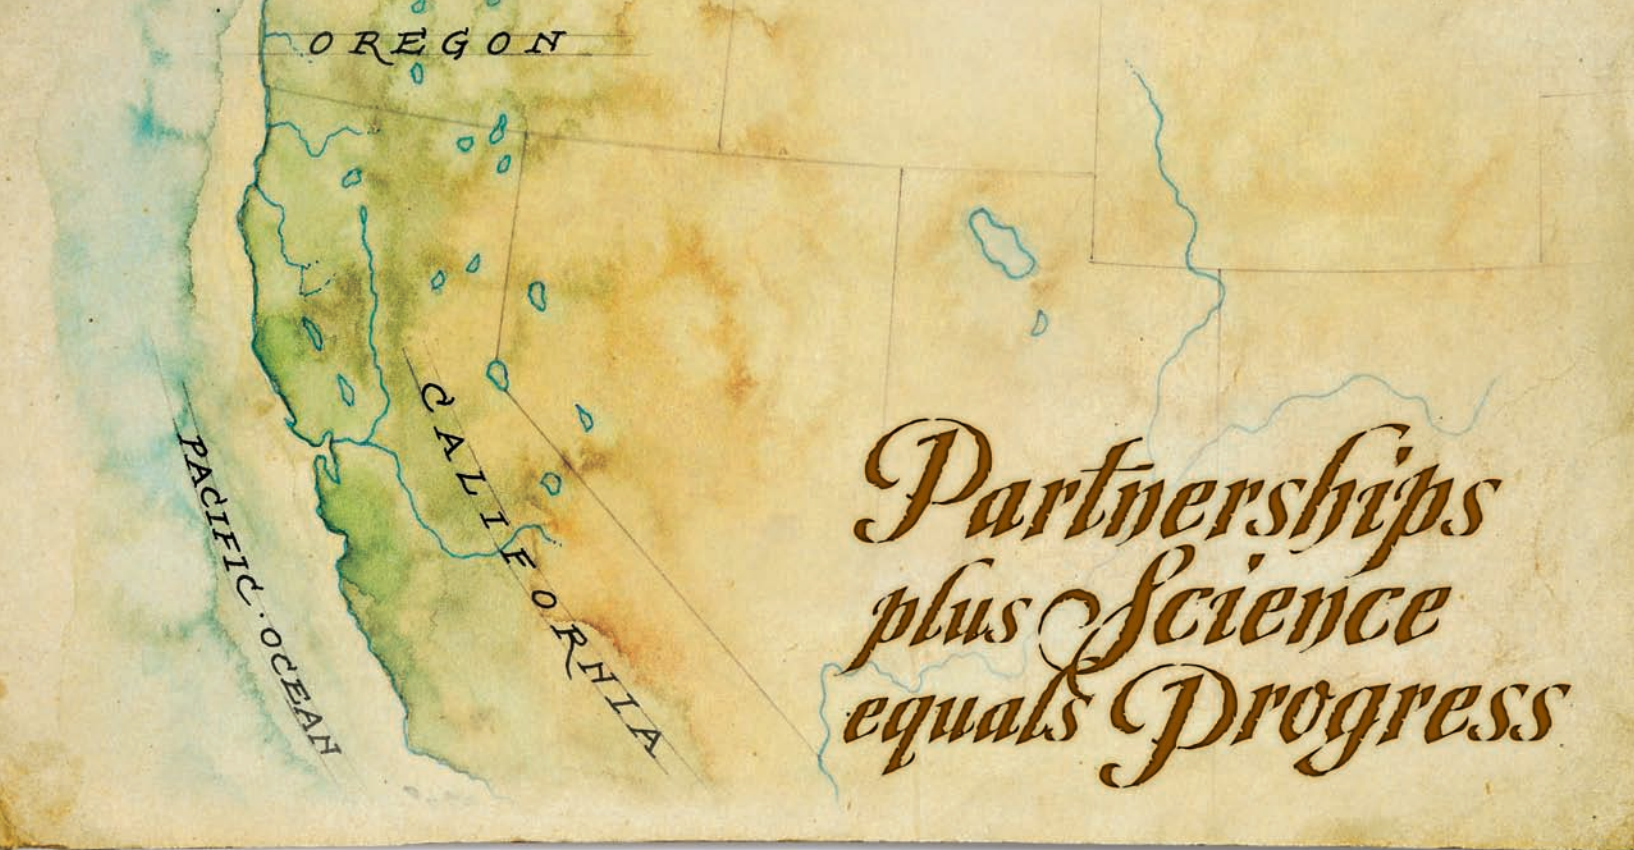 OREGON
CALIFORNIA
PACIFIC·OCEAN
Partnerships
plus Science
equals Progress